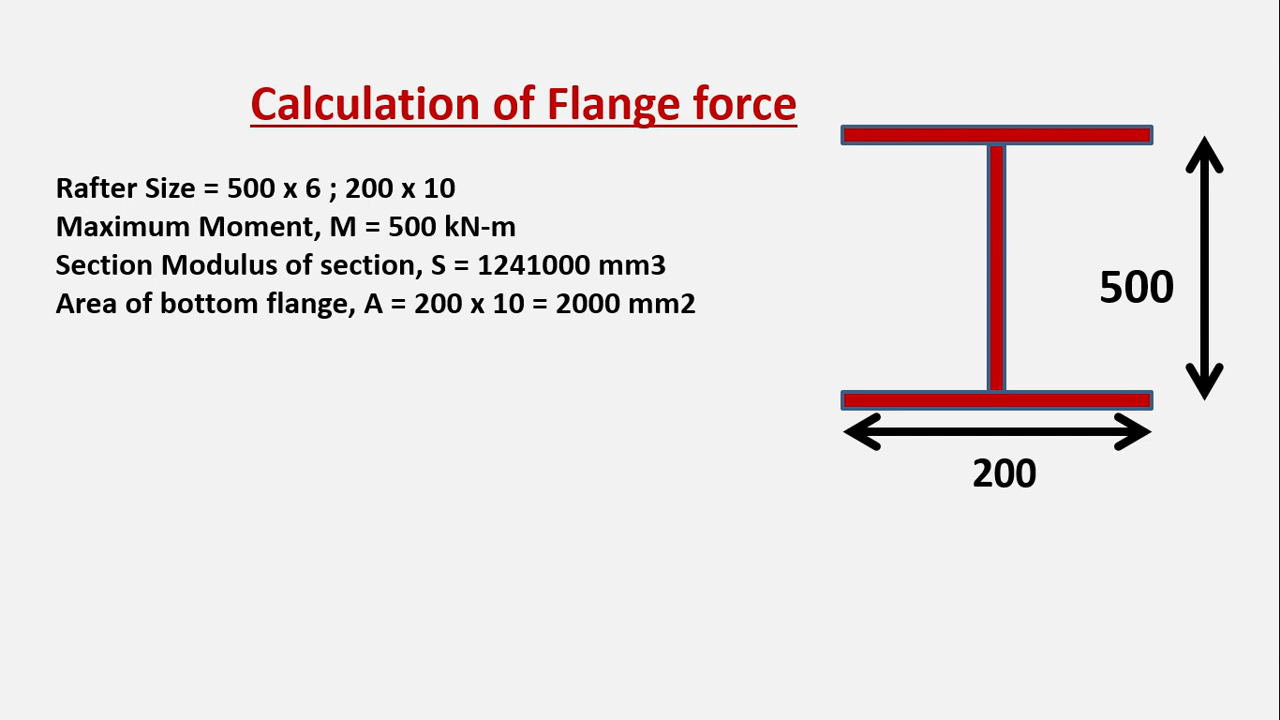 Calculation of Flange force
Rafter Size = 500 x 6 ; 200 x 10
Maximum Moment, M = 500 kN-m
Section Modulus of section, S = 1241000 mm3
Area of bottom flange, A = 200 x 10 = 2000 mm2
500
200